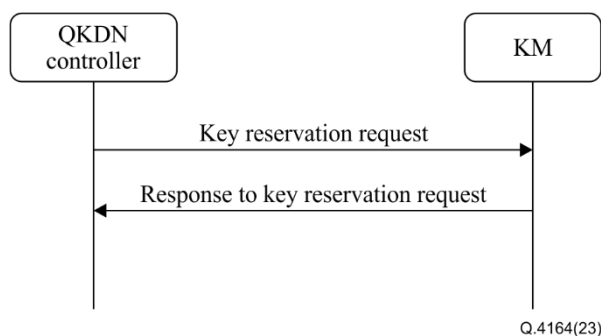 QKDN
controller
KM
Key reservation request
Response to key reservation request
Q.4164(23)